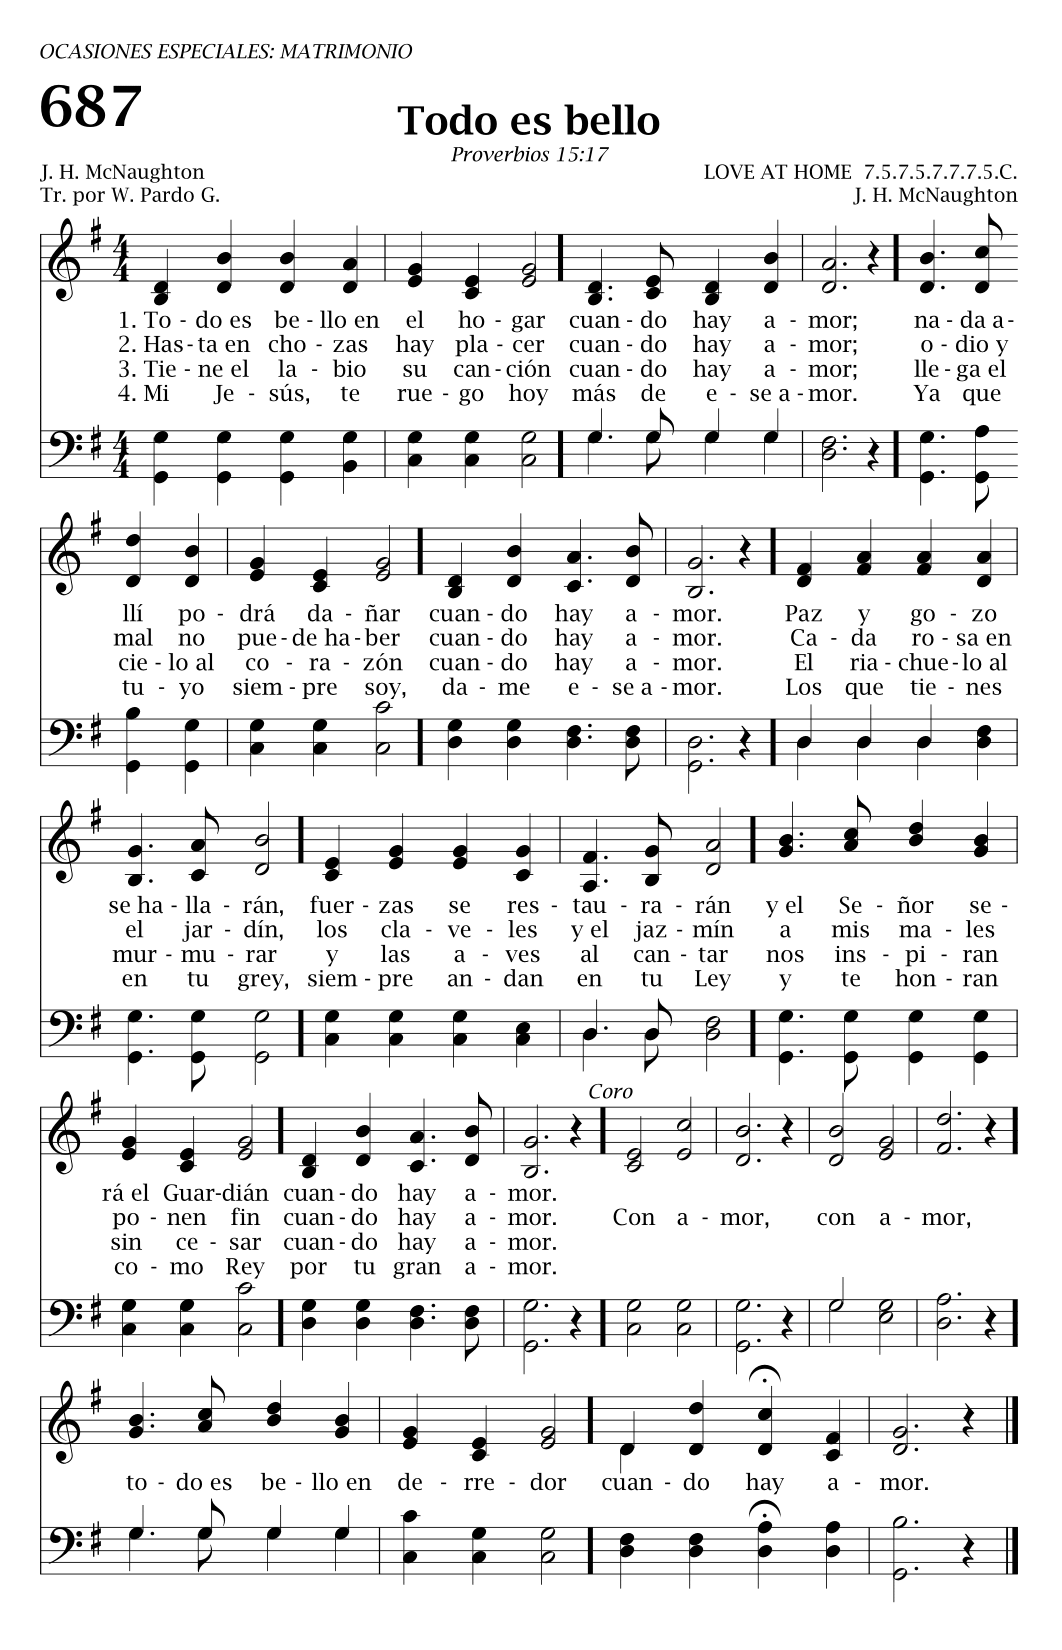 OCASIONES ESPECIALES: MATRIMONIO
687
Todo es bello
Proverbios 15:17
J. H. McNaughton
LOVE AT HOME 7.5.7.5.7.7.7.5.C.
Tr. por W. Pardo G.
J. H. McNaughton
1. To - do es be - llo en el ho - gar cuan - do hay a - mor; na - da a -
2. Has - ta en cho - zas hay pla - cer cuan - do hay a - mor; o - dio y
3. Tie - ne el la - bio su can - ción cuan - do hay a - mor; lle - ga el
4. Mi Je - sús, te rue - go hoy más de e - se a - mor. Ya que
llí po - drá da - ñar cuan - do hay a - mor. Paz y go - zo
mal no pue - de ha - ber cuan - do hay a - mor. Ca - da ro - sa en
cie - lo al co - ra - zón cuan - do hay a - mor. El ria - chue - lo al
tu - yo siem - pre soy, da - me e - se a - mor. Los que tie - nes
se ha - lla - rán, fuer - zas se res - tau - ra - rán y el Se - ñor se -
el jar - dín, los cla - ve - les y el jaz - mín a mis ma - les
mur - mu - rar y las a - ves al can - tar nos ins - pi - ran
en tu grey, siem - pre an - dan en tu Ley y te hon - ran
Coro
rá el Guar - dián cuan - do hay a - mor.
po - nen fin cuan - do hay a - mor. Con a - mor, con a - mor,
sin ce - sar cuan - do hay a - mor.
co - mo Rey por tu gran a - mor.
to - do es be - llo en de - rre - dor cuan - do hay a - mor.